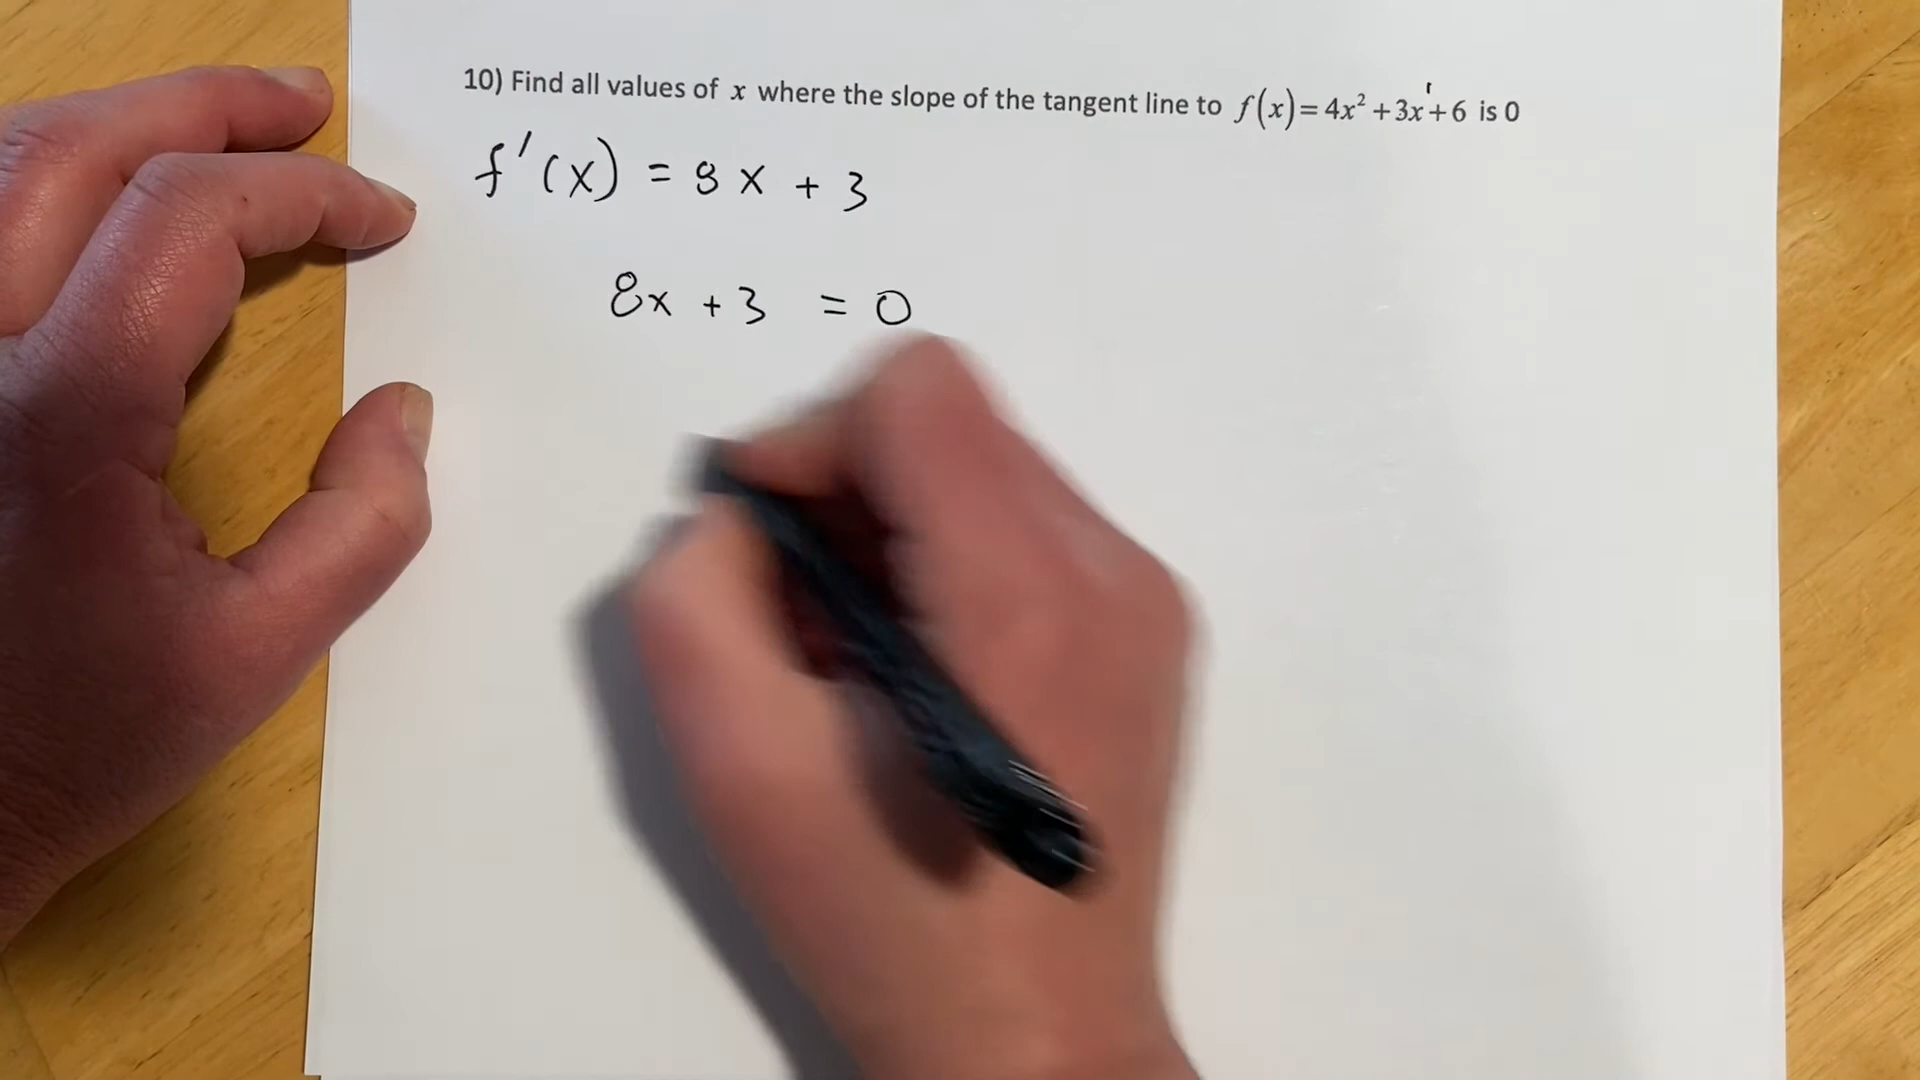 10) Find all values of x where the slope of the tangent line to f(x)= 4x² +3x+6 is 0
f'(x) = 8x + 3
8x + 3 = 0